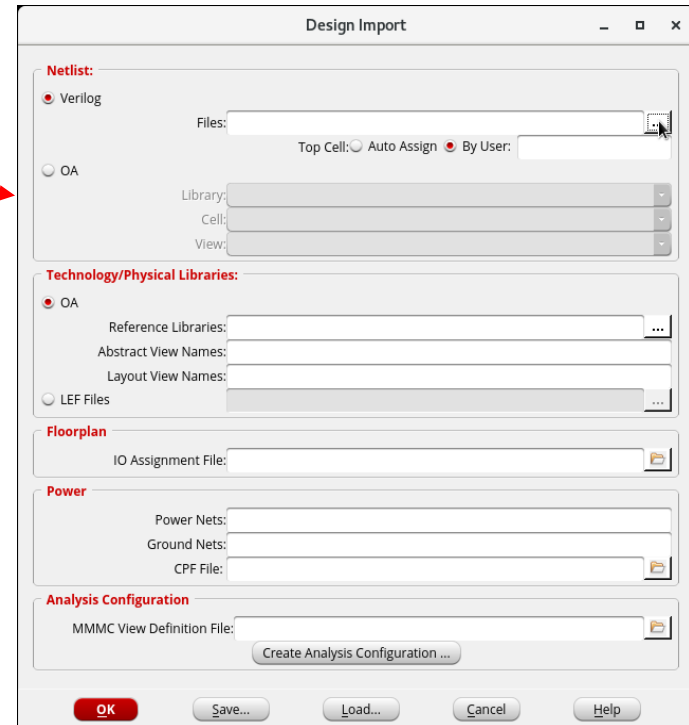 Design Import
Netlist:
Verilog
Files:
...
Top Cell: Auto Assign By User:
OA
Library:
Cell:
View:
Technology/Physical Libraries:
OA
Reference Libraries:
...
Abstract View Names:
Layout View Names:
LEF Files
...
Floorplan
IO Assignment File:
Power
Power Nets:
Ground Nets:
CPF File:
Analysis Configuration
MMMC View Definition File:
Create Analysis Configuration ...
OK Save... Load... Cancel Help